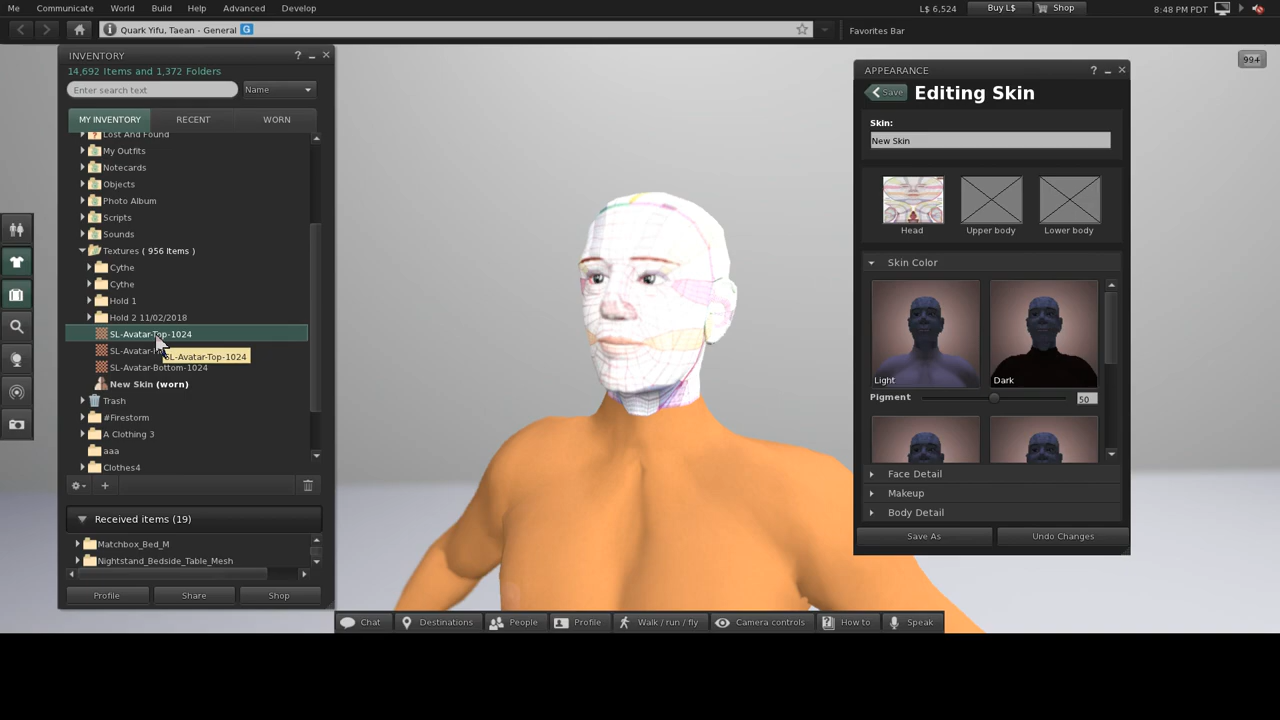 Me Communicate World Build Help Advanced Develop L$ 6,524 Buy L$ Shop 8:48 PM PDT
Quark Yifu, Taean - General G Favorites Bar
99+
INVENTORY ?
14,692 Items and 1,372 Folders
Enter search text Name
MY INVENTORY RECENT WORN
Lost And Found
My Outfits
Notecards
Objects
Photo Album
Scripts
Sounds
Textures ( 956 Items )
Cythe
Cythe
Hold 1
Hold 2 11/02/2018
SL-Avatar-Top-1024
SL-Avatar-
SL-Avatar-Top-1024
SL-Avatar-Bottom-1024
New Skin (worn)
Trash
#Firestorm
A Clothing 3
aaa
Clothes4
Received items (19)
Matchbox_Bed_M
Nightstand_Bedside_Table_Mesh
Profile Share Shop
APPEARANCE ?
Save Editing Skin
Skin:
New Skin
Head Upper body Lower body
Skin Color
Light Dark
Pigment 50
Face Detail
Makeup
Body Detail
Save As Undo Changes
Chat Destinations People Profile Walk / run / fly Camera controls How to Speak